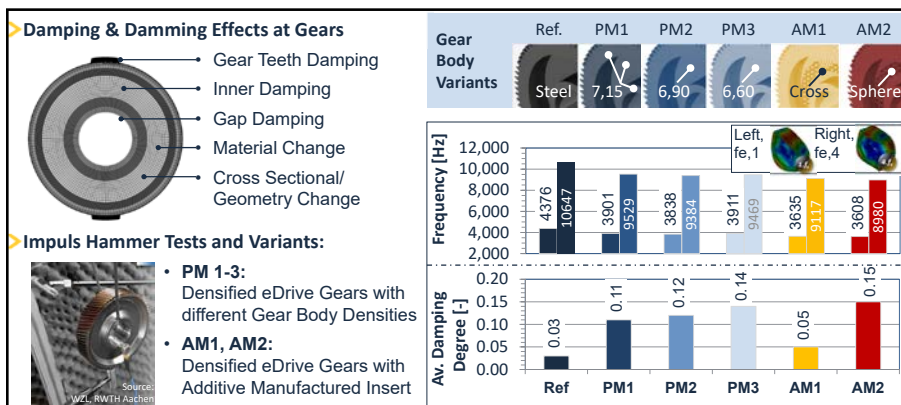 Damping & Damming Effects at Gears
Gear Teeth Damping
Inner Damping
Gap Damping
Material Change
Cross Sectional/
Geometry Change
Impuls Hammer Tests and Variants:
• PM 1-3:
Densified eDrive Gears with
different Gear Body Densities
• AM1, AM2:
Densified eDrive Gears with
Additive Manufactured Insert
Source:
WZL, RWTH Aachen
Gear
Body
Variants
Ref. PM1 PM2 PM3 AM1 AM2
Steel 7,15 6,90 6,60 Cross Sphere
Left,
fe,1
Right,
fe,4
Frequency [Hz]
12,000
10,000
8,000
6,000
4,000
2,000
4376 10647 3901 9529 3838 9384 3911 9469 3635 9117 3608 8980
Av. Damping
Degree [-]
0.20
0.15
0.10
0.05
0.00
0.03 0.11 0.12 0.14 0.05 0.15
Ref PM1 PM2 PM3 AM1 AM2